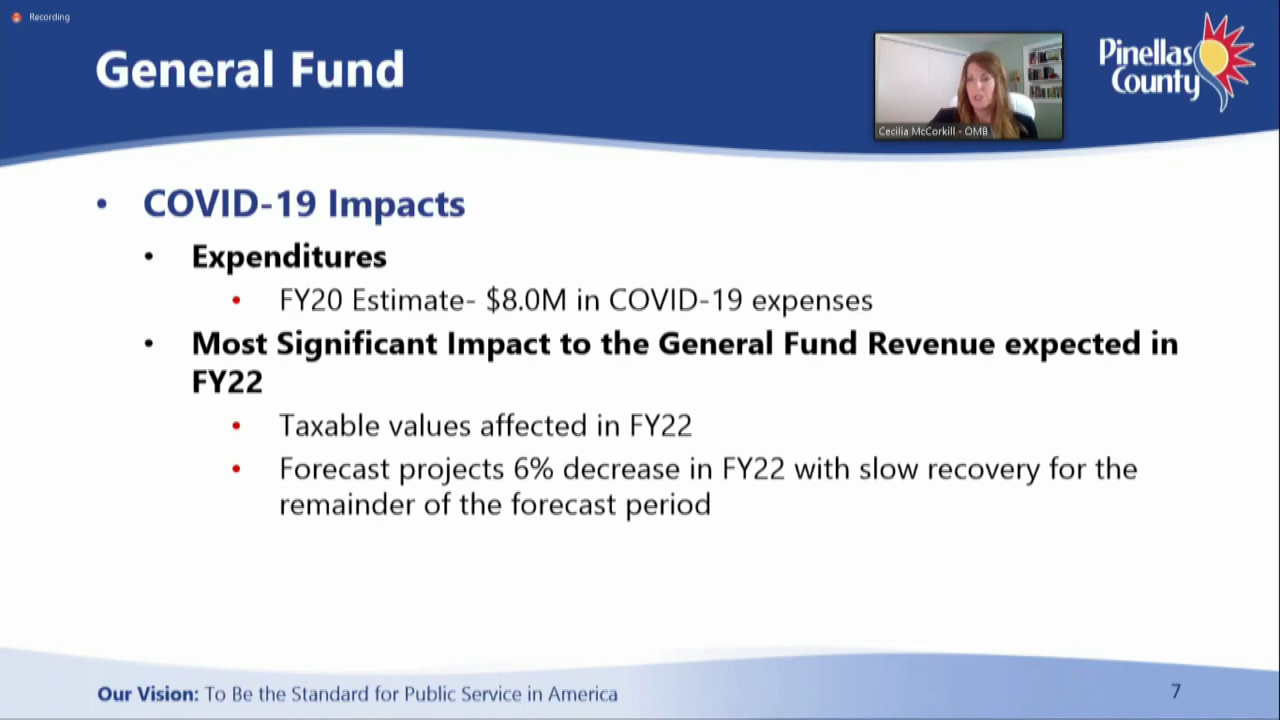 Recording
General Fund
Cecilia McCorkill - OMB
Pinellas
County
• COVID-19 Impacts
• Expenditures
• FY20 Estimate- $8.0M in COVID-19 expenses
• Most Significant Impact to the General Fund Revenue expected in
FY22
• Taxable values affected in FY22
• Forecast projects 6% decrease in FY22 with slow recovery for the
remainder of the forecast period
Our Vision: To Be the Standard for Public Service in America
7